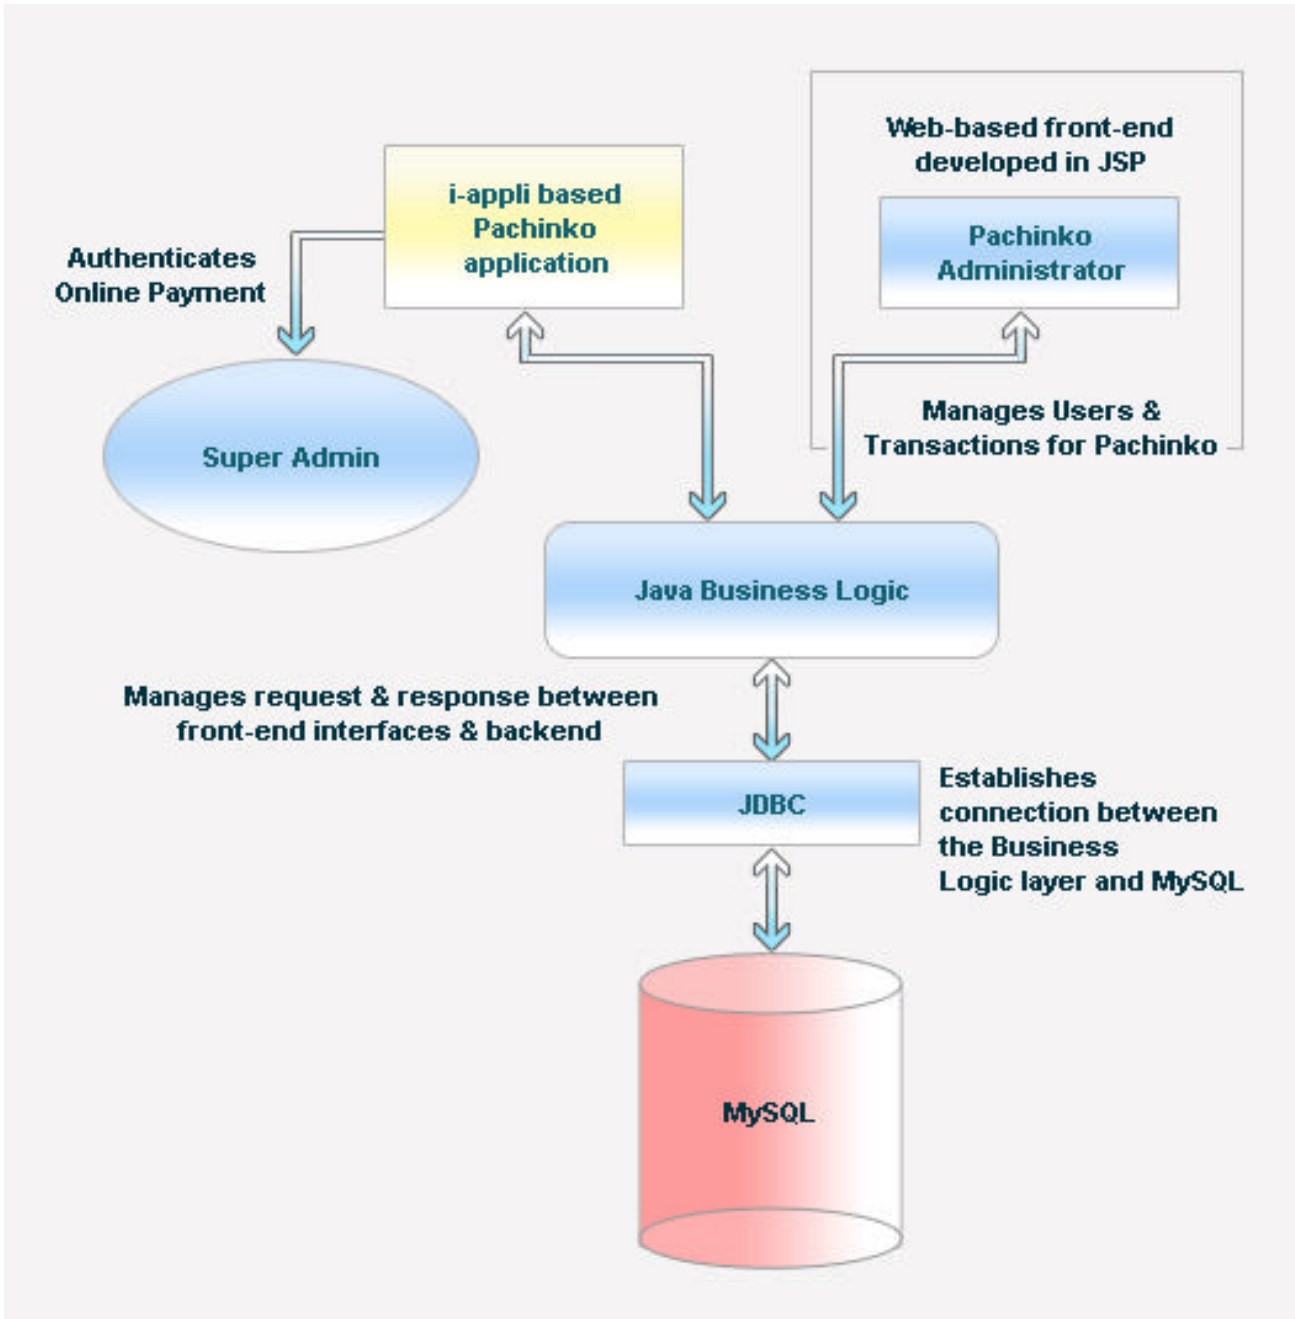 Web-based front-end
developed in JSP
i-appli based
Pachinko
application
Pachinko
Administrator
Authenticates
Online Payment
Manages Users &
Transactions for Pachinko
Super Admin
Java Business Logic
Manages request & response between
front-end interfaces & backend
JDBC
Establishes
connection between
the Business
Logic layer and MySQL
MySQL